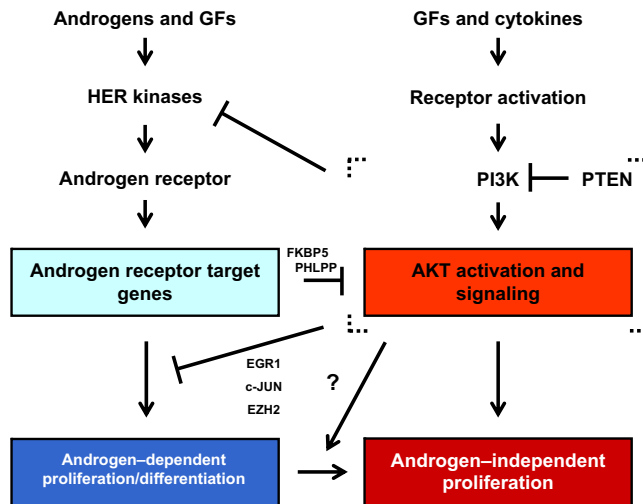 Androgens and GFs
GFs and cytokines
HER kinases
Receptor activation
Androgen receptor
PI3K
PTEN
FKBP5
PHLPP
Androgen receptor target
genes
AKT activation and
signaling
EGR1
c-JUN
EZH2
?
Androgen–dependent
proliferation/differentiation
Androgen–independent
proliferation